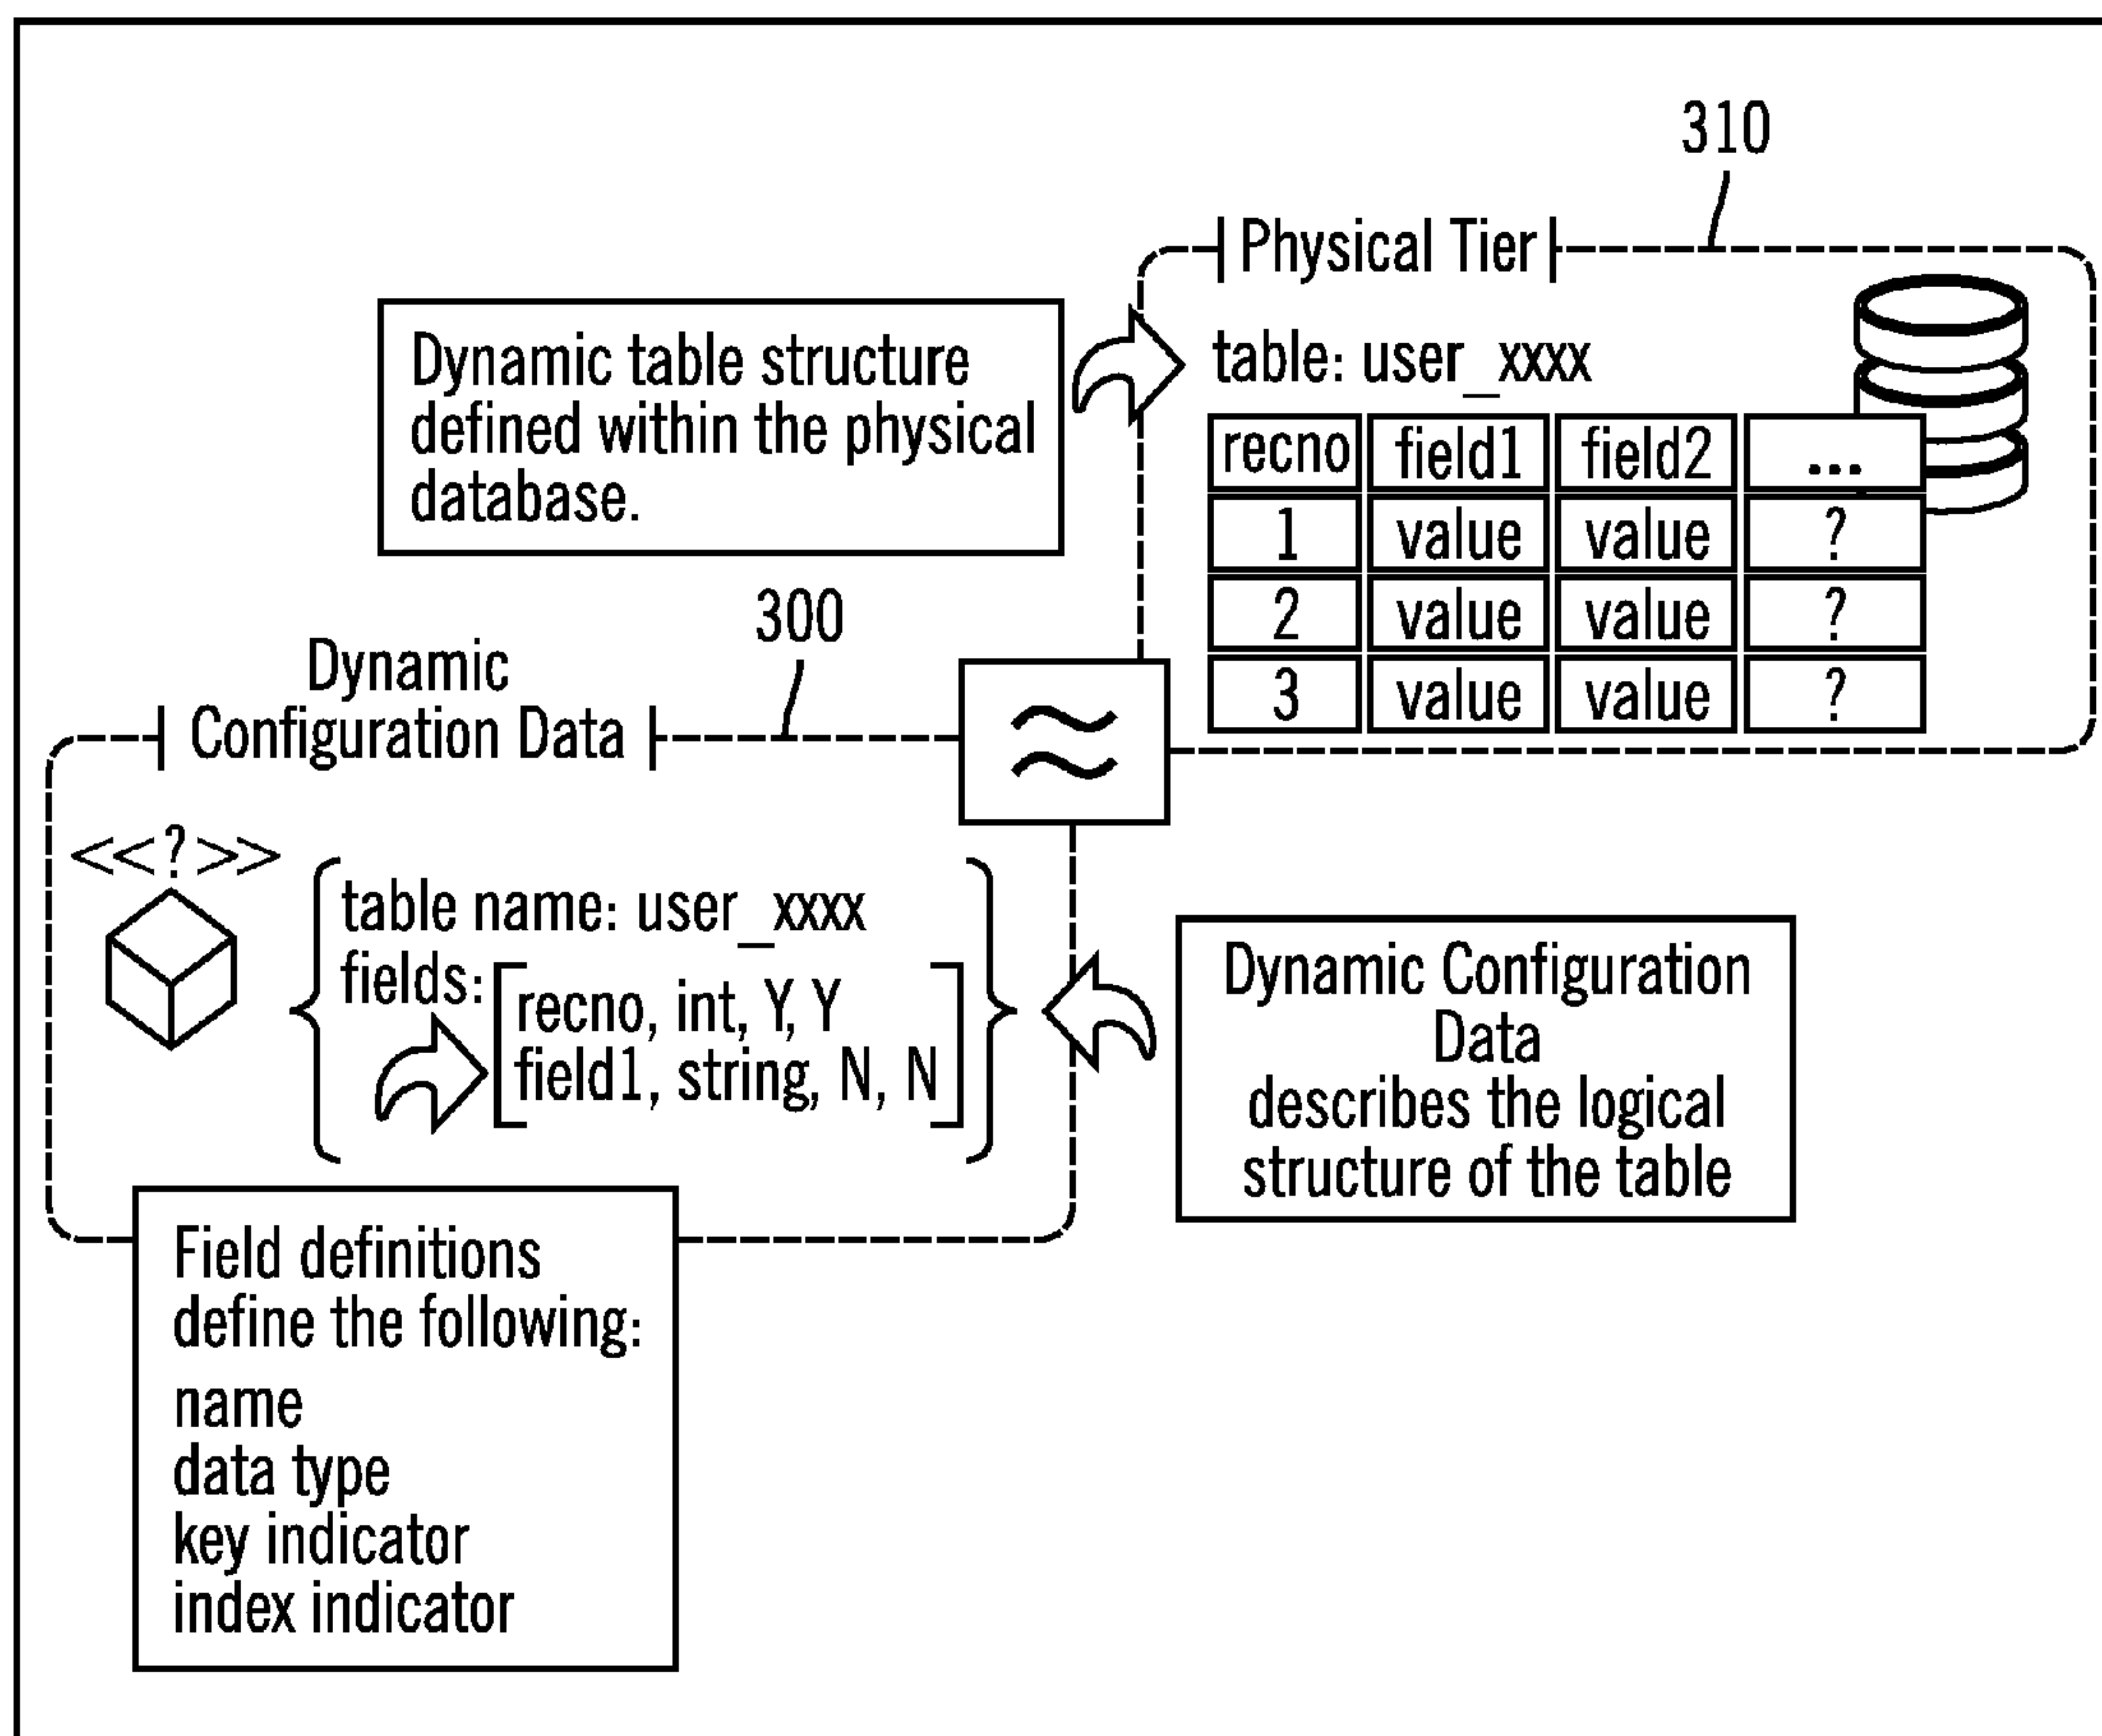 310
Physical Tier
Dynamic table structure
defined within the physical
database.
table: user_xxxx
recno field1 field2 ...
1 value value ?
2 value value ?
3 value value ?
300
Dynamic
Configuration Data
≈
<<?>>
table name: user_xxxx
fields:
recno, int, Y, Y
field1, string, N, N
Dynamic Configuration
Data
describes the logical
structure of the table
Field definitions
define the following:
name
data type
key indicator
index indicator